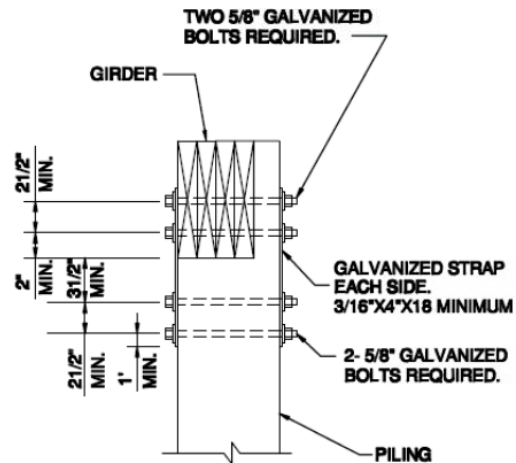 TWO 5/8" GALVANIZED
BOLTS REQUIRED.
GIRDER
21/2"
MIN.
2"
MIN.
31/2"
MIN.
GALVANIZED STRAP
EACH SIDE.
3/16"X4"X18 MINIMUM
21/2"
MIN.
1'
MIN.
2- 5/8" GALVANIZED
BOLTS REQUIRED.
PILING